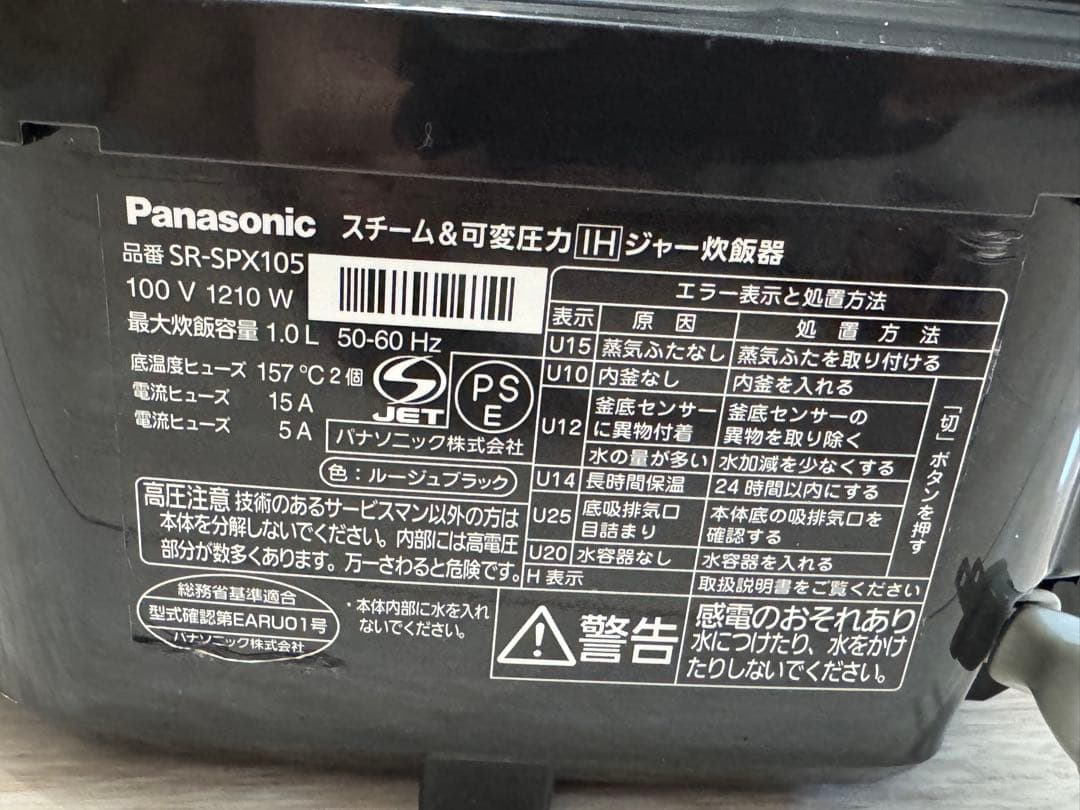 Panasonic スチーム&可変圧力IHジャー炊飯器
品番 SR-SPX105
100 V 1210 W
最大炊飯容量 1.0 L 50-60 Hz
底温度ヒューズ 157 ℃ 2個
電流ヒューズ 15 A
電流ヒューズ 5 A
S
JET
PS
E
パナソニック株式会社
色:ルージュブラック
高圧注意 技術のあるサービスマン以外の方は
本体を分解しないでください。内部には高電圧
部分が数多くあります。万一さわると危険です。
総務省基準適合
型式確認第EARU01号
パナソニック株式会社
・本体内部に水を入れ
ないでください。
エラー表示と処置方法
表示 原因 処置方法
U15 蒸気ふたなし 蒸気ふたを取り付ける
U10 内釜なし 内釜を入れる
U12 釜底センサー 釜底センサーの
に異物付着 異物を取り除く
水の量が多い 水加減を少なくする
U14 長時間保温 24時間以内にする
U25 底吸排気口 本体底の吸排気口を
目詰まり 確認する
U20 水容器なし 水容器を入れる
「切」ボタンを押す
H 表示 取扱説明書をご覧ください
警告 感電のおそれあり
水につけたり、水をかけ
たりしないでください。